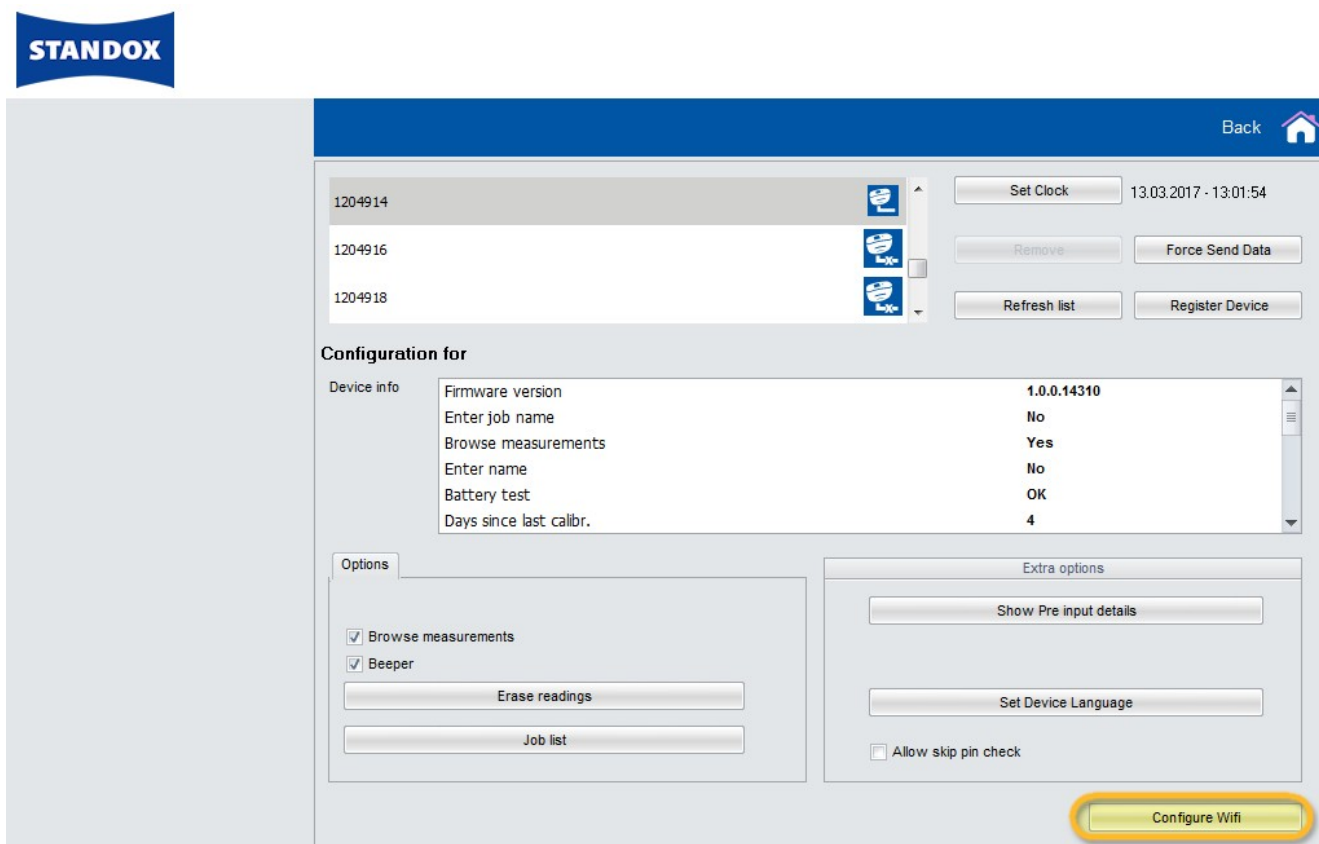 STANDOX
Back
1204914
Set Clock 13.03.2017 - 13:01:54
1204916
Remove Force Send Data
1204918
Refresh list Register Device
Configuration for
Device info
Firmware version 1.0.0.14310
Enter job name No
Browse measurements Yes
Enter name No
Battery test OK
Days since last calibr. 4
Options
Browse measurements
Beeper
Erase readings
Job list
Extra options
Show Pre input details
Set Device Language
Allow skip pin check
Configure Wifi